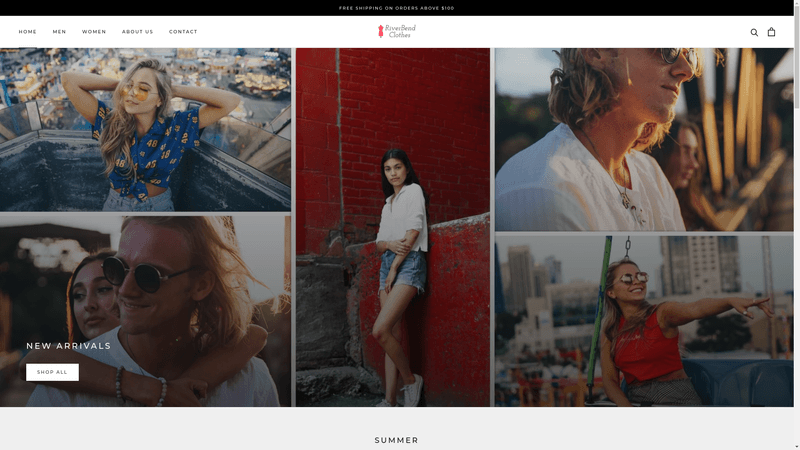 FREE SHIPPING ON ORDERS ABOVE $100
HOME MEN WOMEN ABOUT US CONTACT
RiverBend
Clothes
NEW ARRIVALS
SHOP ALL
SUMMER